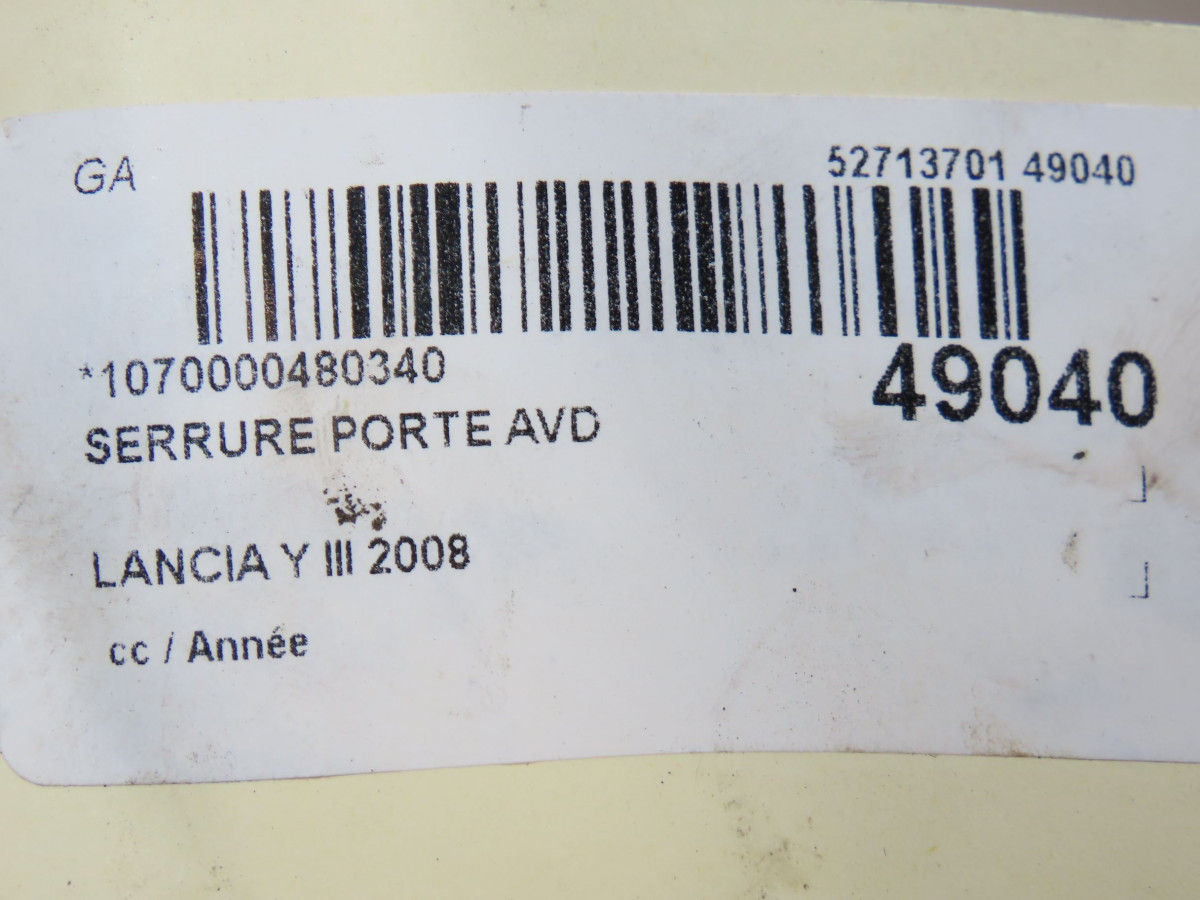 GA
52713701 49040
*1070000480340
49040
SERRURE PORTE AVD
LANCIA Y III 2008
cc / Année